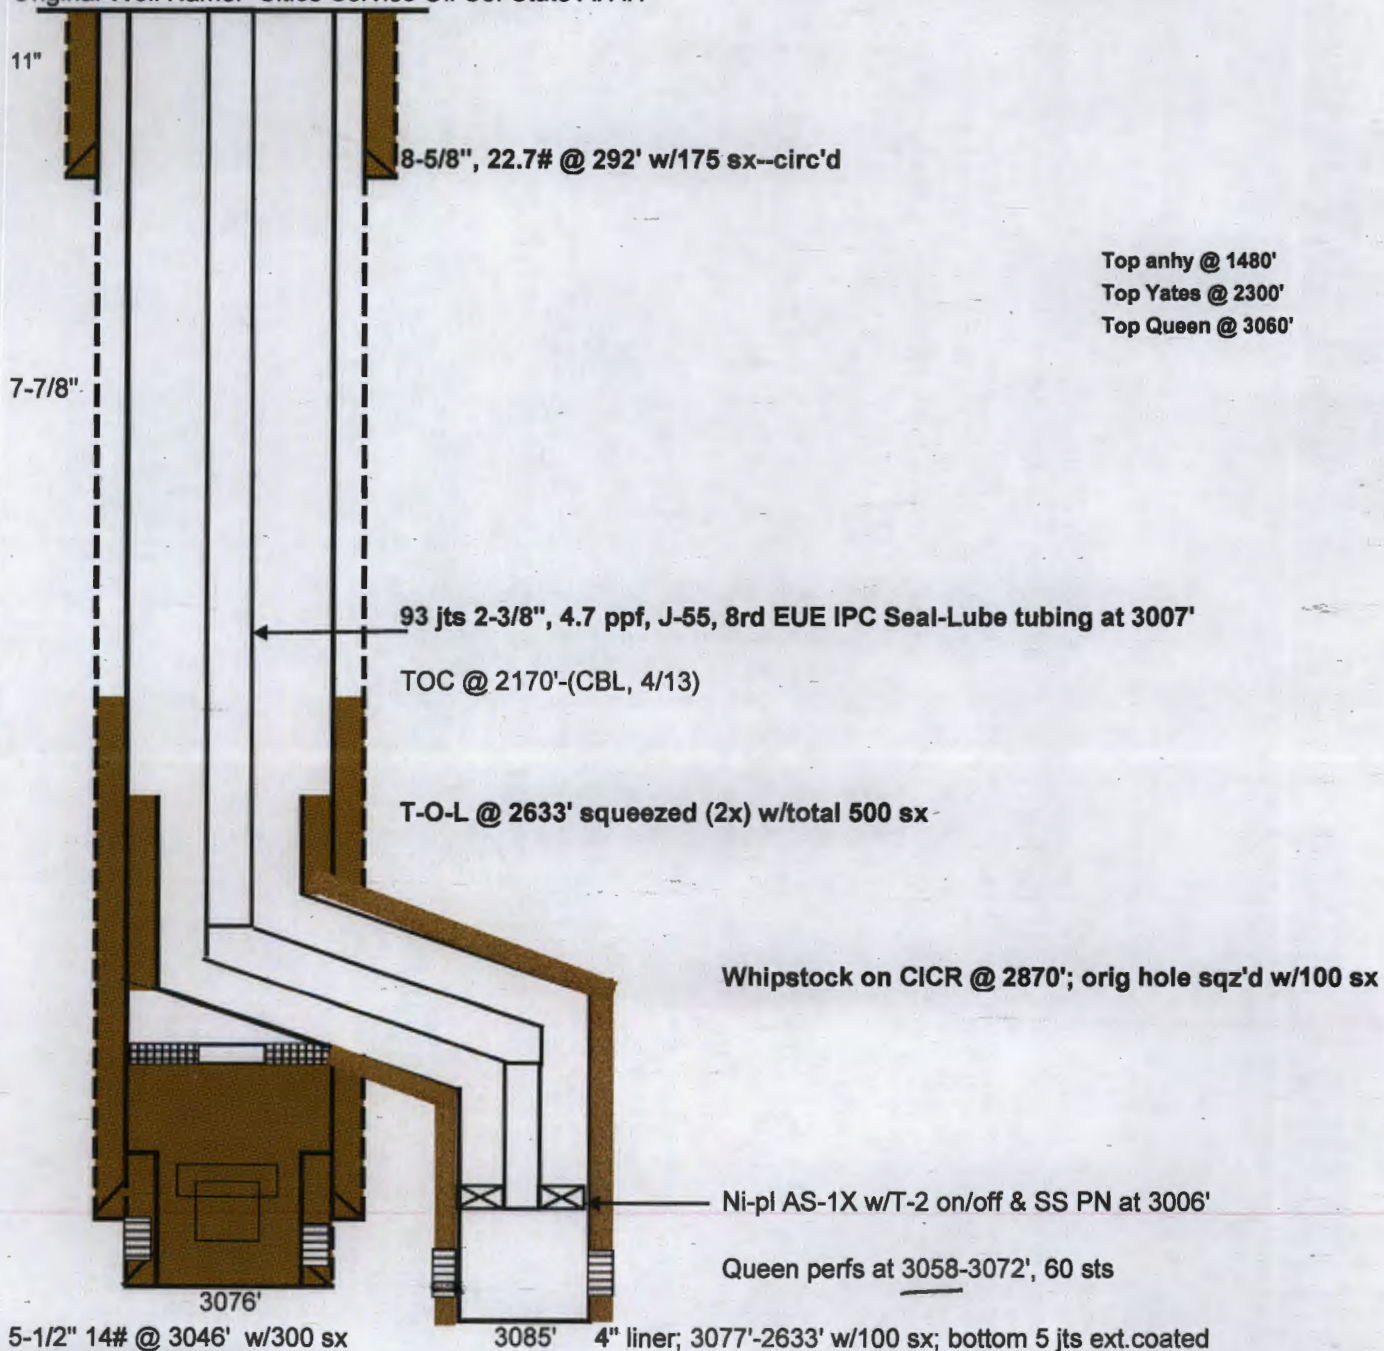 11"
8-5/8", 22.7# @ 292' w/175 sx--circ'd
Top anhy @ 1480'
Top Yates @ 2300'
Top Queen @ 3060'
7-7/8"
93 jts 2-3/8", 4.7 ppf, J-55, 8rd EUE IPC Seal-Lube tubing at 3007'
TOC @ 2170'-(CBL, 4/13)
T-O-L @ 2633' squeezed (2x) w/total 500 sx
Whipstock on CICR @ 2870'; orig hole sqz'd w/100 sx
Ni-pl AS-1X w/T-2 on/off & SS PN at 3006'
Queen perfs at 3058-3072', 60 sts
3076'
5-1/2" 14# @ 3046' w/300 sx
3085' 4" liner; 3077'-2633' w/100 sx; bottom 5 jts ext.coated